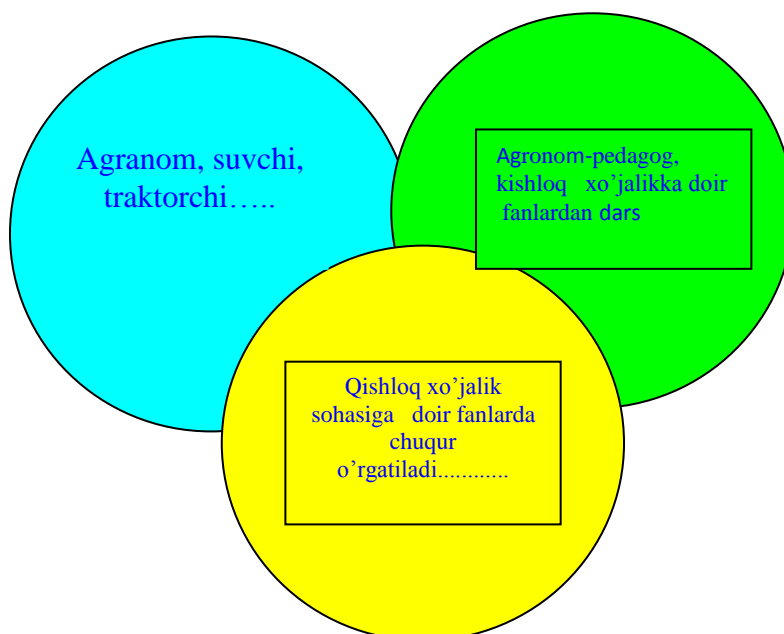 Agranom, suvchi,
traktorchi…..
Agronom-pedagog,
kishloq xo’jalikka doir
fanlardan dars
Qishloq xo’jalik
sohasiga doir fanlarda
chuqur
o’rgatiladi............